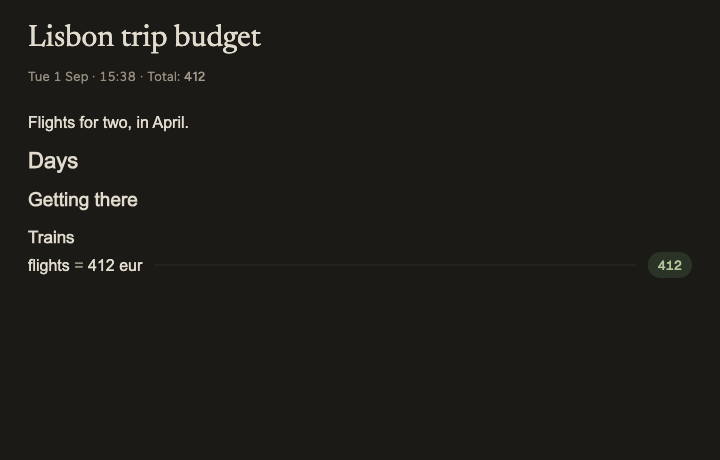 Lisbon trip budget
Tue 1 Sep · 15:38 · Total: 412
Flights for two, in April.
Days
Getting there
Trains
flights = 412 eur 412